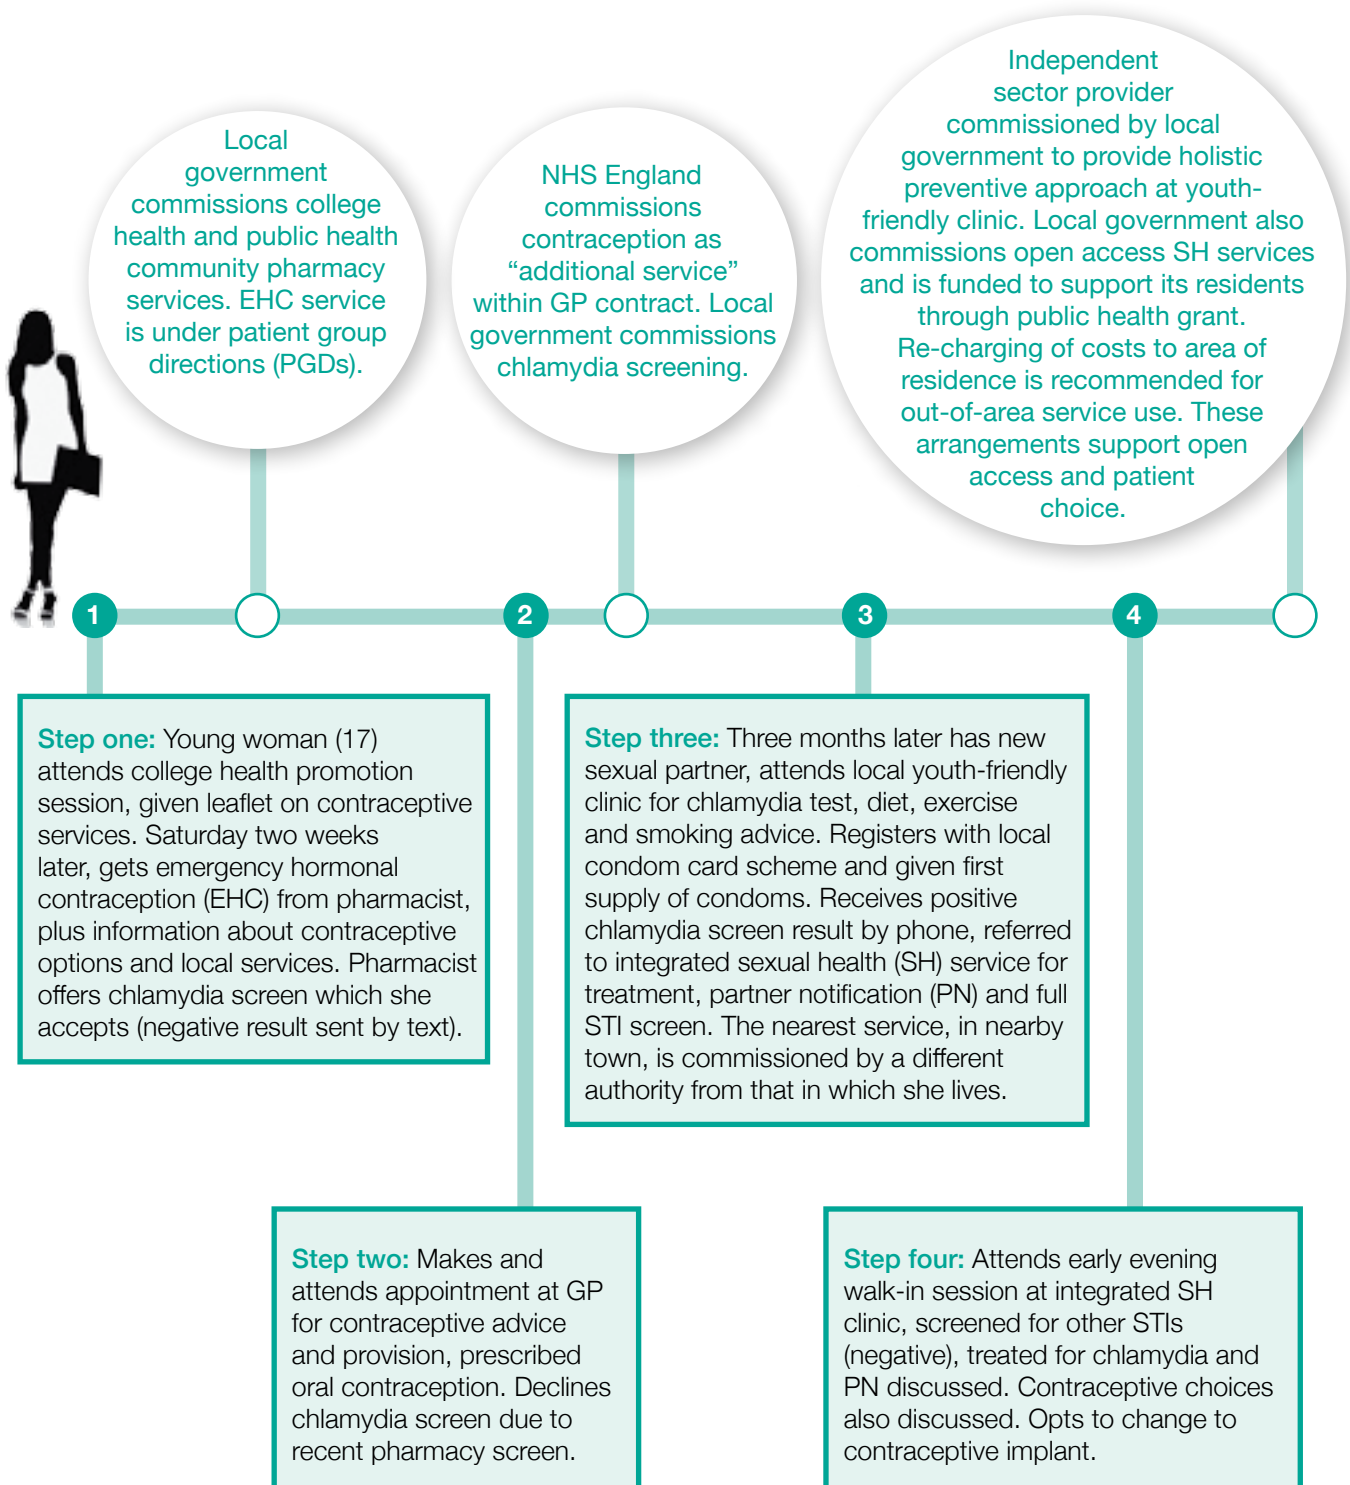 Local
government
commissions college
health and public health
community pharmacy
services. EHC service
is under patient group
directions (PGDs).
NHS England
commissions
contraception as
“additional service”
within GP contract. Local
government commissions
chlamydia screening.
Independent
sector provider
commissioned by local
government to provide holistic
preventive approach at youth-
friendly clinic. Local government also
commissions open access SH services
and is funded to support its residents
through public health grant.
Re-charging of costs to area of
residence is recommended for
out-of-area service use. These
arrangements support open
access and patient
choice.
1
2
3
4
Step one: Young woman (17)
attends college health promotion
session, given leaflet on contraceptive
services. Saturday two weeks
later, gets emergency hormonal
contraception (EHC) from pharmacist,
plus information about contraceptive
options and local services. Pharmacist
offers chlamydia screen which she
accepts (negative result sent by text).
Step three: Three months later has new
sexual partner, attends local youth-friendly
clinic for chlamydia test, diet, exercise
and smoking advice. Registers with local
condom card scheme and given first
supply of condoms. Receives positive
chlamydia screen result by phone, referred
to integrated sexual health (SH) service for
treatment, partner notification (PN) and full
STI screen. The nearest service, in nearby
town, is commissioned by a different
authority from that in which she lives.
Step two: Makes and
attends appointment at GP
for contraceptive advice
and provision, prescribed
oral contraception. Declines
chlamydia screen due to
recent pharmacy screen.
Step four: Attends early evening
walk-in session at integrated SH
clinic, screened for other STIs
(negative), treated for chlamydia and
PN discussed. Contraceptive choices
also discussed. Opts to change to
contraceptive implant.